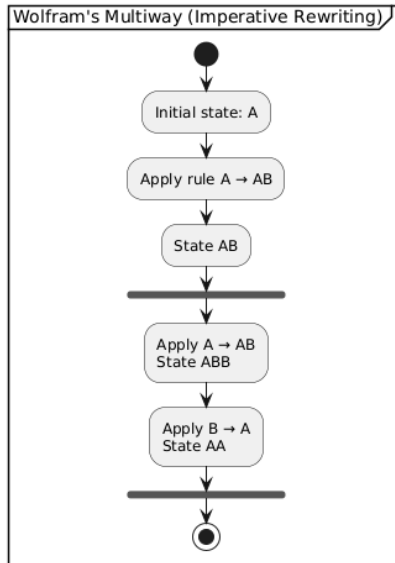 Wolfram's Multiway (Imperative Rewriting)
Initial state: A
Apply rule A → AB
State AB
Apply A → AB
State ABB
Apply B → A
State AA